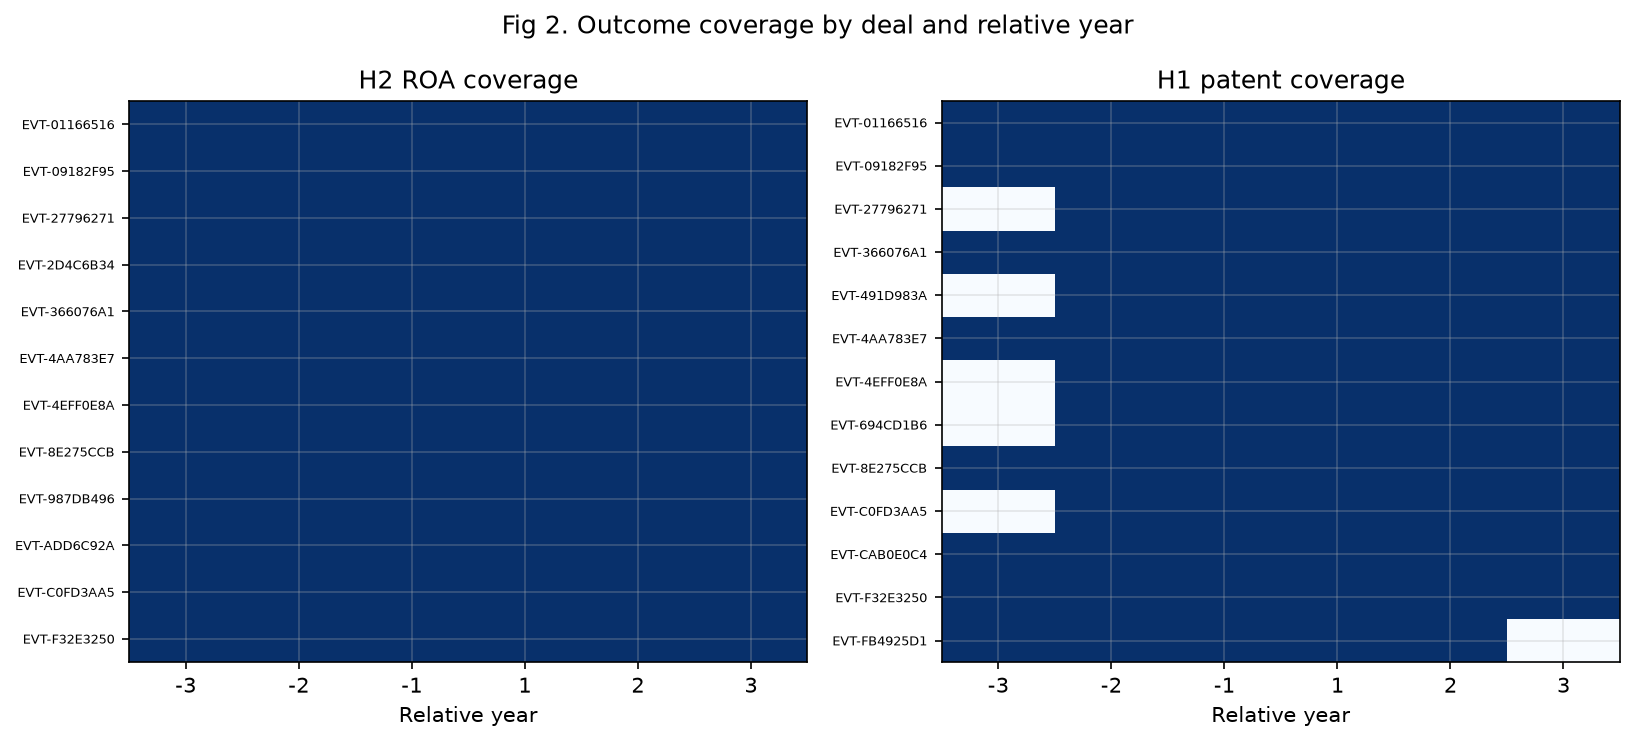 Fig 2. Outcome coverage by deal and relative year
H2 ROA coverage
EVT-01166516
EVT-09182F95
EVT-27796271
EVT-2D4C6B34
EVT-366076A1
EVT-4AA783E7
EVT-4EFF0E8A
EVT-8E275CCB
EVT-987DB496
EVT-ADD6C92A
EVT-C0FD3AA5
EVT-F32E3250
-3 -2 -1 1 2 3
Relative year
H1 patent coverage
EVT-01166516
EVT-09182F95
EVT-27796271
EVT-366076A1
EVT-491D983A
EVT-4AA783E7
EVT-4EFF0E8A
EVT-694CD1B6
EVT-8E275CCB
EVT-C0FD3AA5
EVT-CAB0E0C4
EVT-F32E3250
EVT-FB4925D1
-3 -2 -1 1 2 3
Relative year